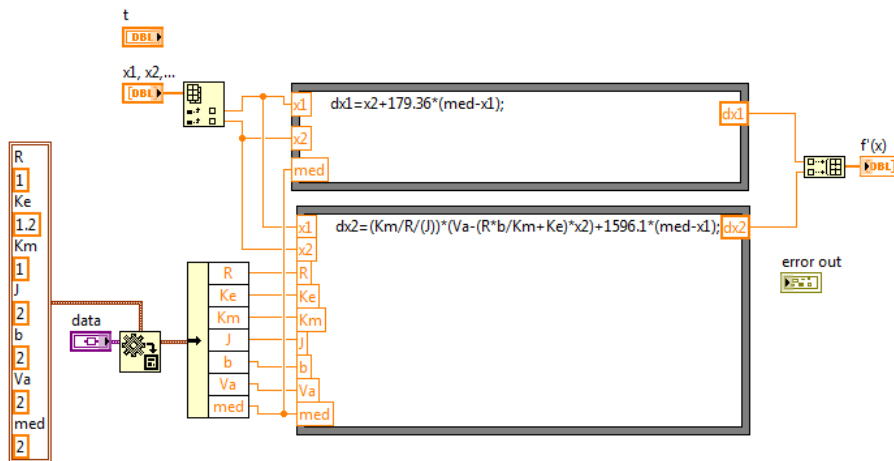 t
DBL
x1, x2,...
[DBL]
x1
dx1=x2+179.36*(med-x1);
dx1
x2
med
f'(x)
[DBL]
R
1
Ke
1.2
Km
1
J
2
b
2
Va
2
med
2
x1
dx2=(Km/R/(J))*(Va-(R*b/Km+Ke)*x2)+1596.1*(med-x1);
dx2
x2
R
R
Ke
Ke
Km
Km
J
J
b
b
Va
Va
med
med
data
error out